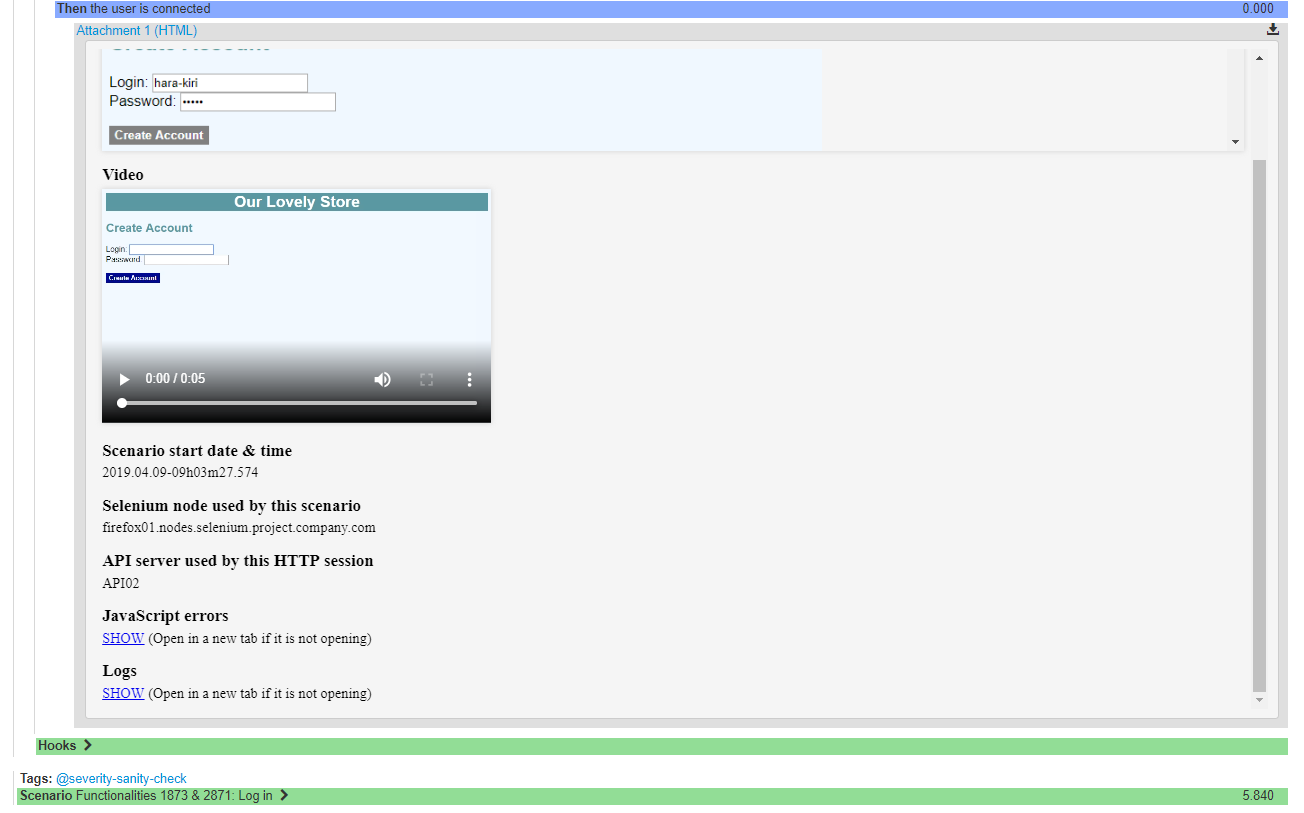 Then the user is connected 0.000
Attachment 1 (HTML)
Login: hara-kiri
Password: •••••
Create Account
Video
Our Lovely Store
Create Account
Login:
Password:
Create Account
0:00 / 0:05
Scenario start date & time
2019.04.09-09h03m27.574
Selenium node used by this scenario
firefox01.nodes.selenium.project.company.com
API server used by this HTTP session
API02
JavaScript errors
SHOW (Open in a new tab if it is not opening)
Logs
SHOW (Open in a new tab if it is not opening)
Hooks
Tags: @severity-sanity-check
Scenario Functionalities 1873 & 2871: Log in 5.840